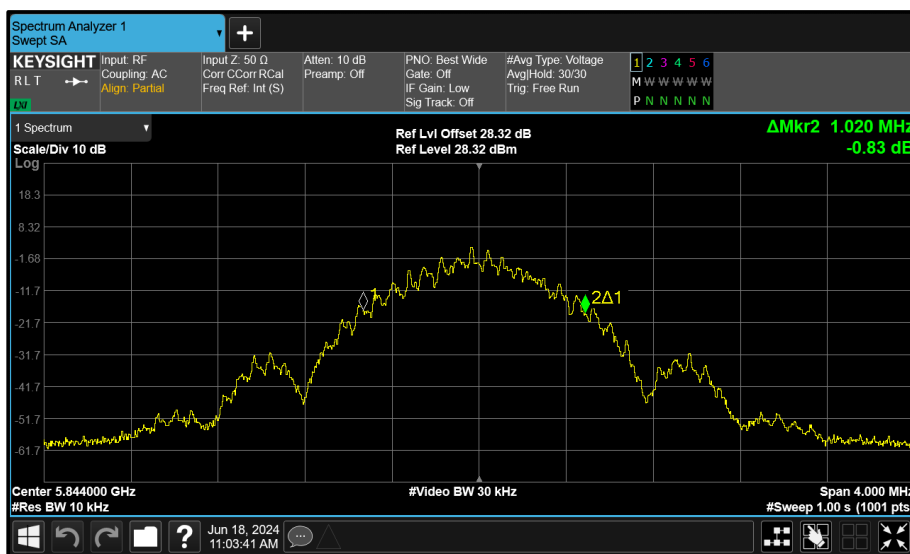 Spectrum Analyzer 1
Swept SA
KEYSIGHT
R L T
LXI
Input: RF
Coupling: AC
Align: Partial
Input Z: 50 Ω
Corr CCorr RCal
Freq Ref: Int (S)
Atten: 10 dB
Preamp: Off
PNO: Best Wide
Gate: Off
IF Gain: Low
Sig Track: Off
#Avg Type: Voltage
Avg|Hold: 30/30
Trig: Free Run
1 2 3 4 5 6
M W W W W W
P N N N N N
1 Spectrum
Scale/Div 10 dB
Ref Lvl Offset 28.32 dB
Ref Level 28.32 dBm
ΔMkr2 1.020 MHz
-0.83 dB
Log
18.3
8.32
-1.68
-11.7
-21.7
-31.7
-41.7
-51.7
-61.7
1
2Δ1
Center 5.844000 GHz
#Res BW 10 kHz
#Video BW 30 kHz
Span 4.000 MHz
#Sweep 1.00 s (1001 pts
?
Jun 18, 2024
11:03:41 AM